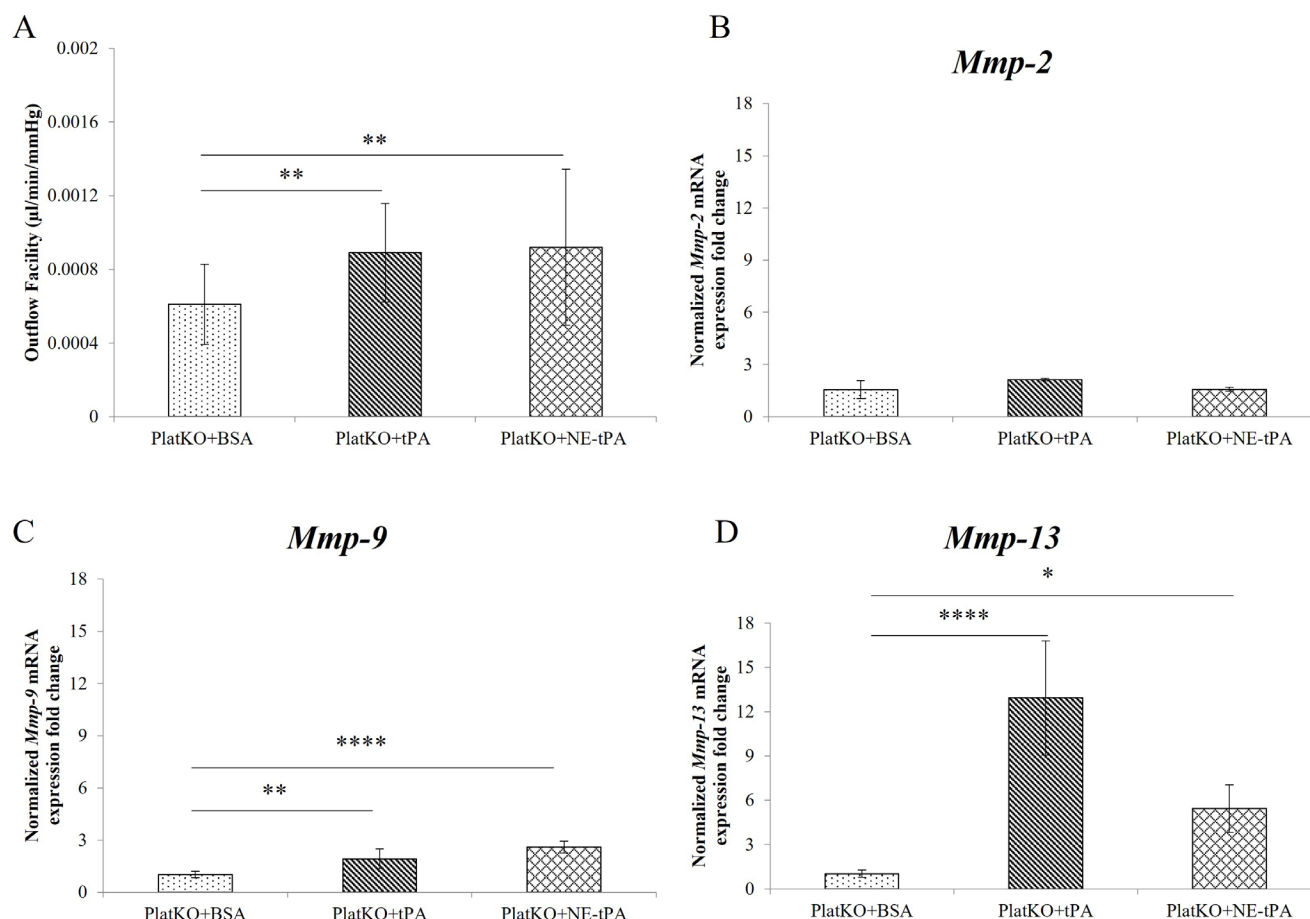 A
Outflow Facility (µl/min/mmHg)
0.002
0.0016
0.0012
0.0008
0.0004
0
**
**
PlatKO+BSA PlatKO+tPA PlatKO+NE-tPA
B
Mmp-2
Normalized Mmp-2 mRNA
expression fold change
18
15
12
9
6
3
0
PlatKO+BSA PlatKO+tPA PlatKO+NE-tPA
C
Mmp-9
Normalized Mmp-9 mRNA
expression fold change
18
15
12
9
6
3
0
****
**
PlatKO+BSA PlatKO+tPA PlatKO+NE-tPA
D
Mmp-13
Normalized Mmp-13 mRNA
expression fold change
18
15
12
9
6
3
0
*
****
PlatKO+BSA PlatKO+tPA PlatKO+NE-tPA